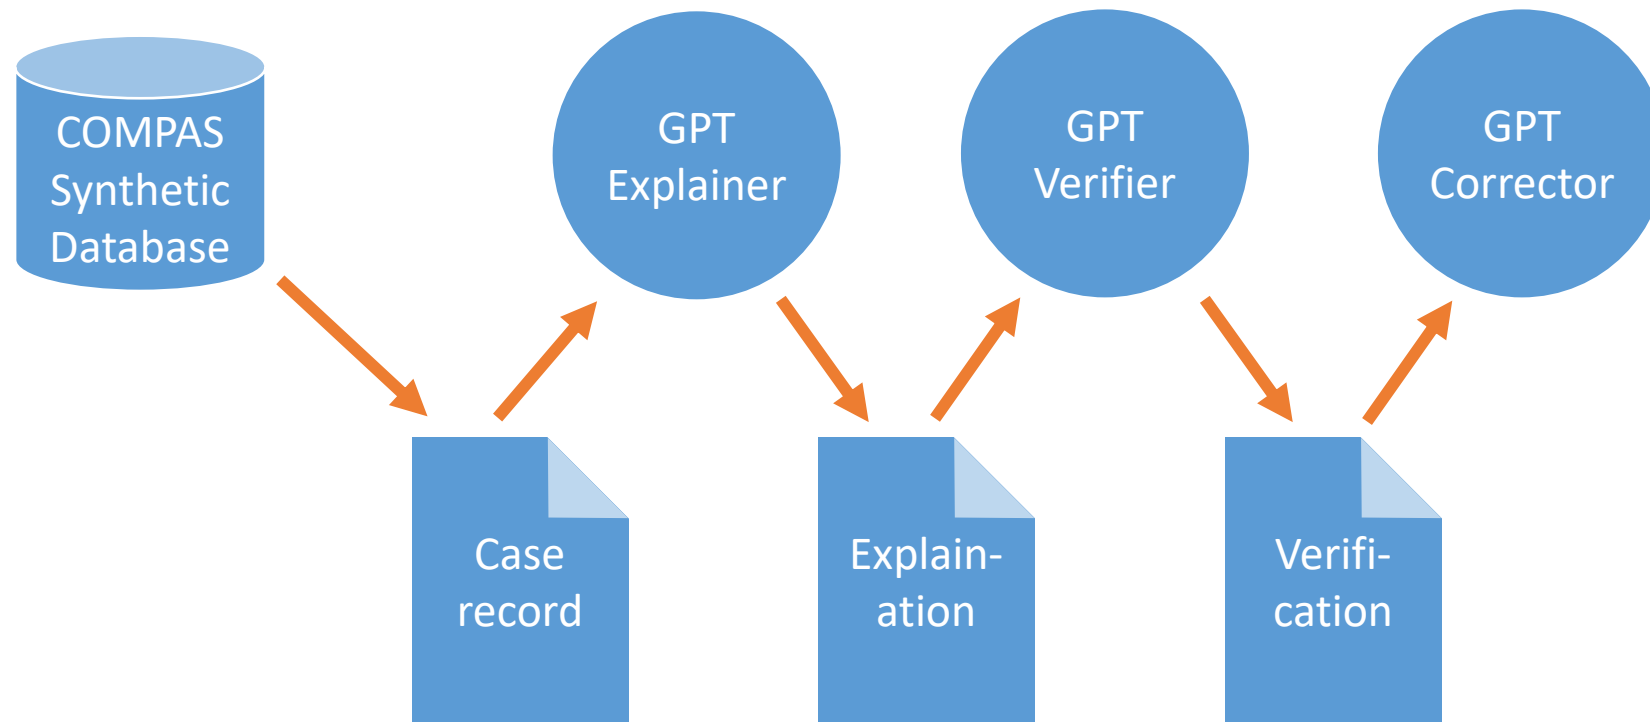 COMPAS
Synthetic
Database
GPT
Explainer
GPT
Verifier
GPT
Corrector
Case
record
Explain-
ation
Verifi-
cation